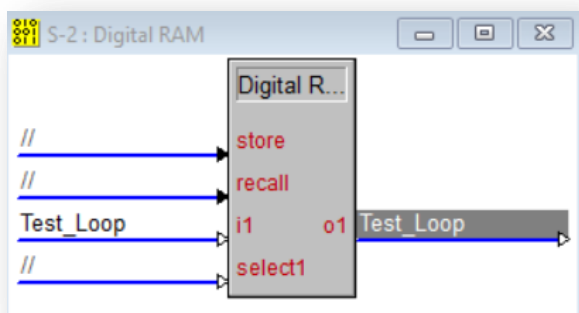 S-2 : Digital RAM
Digital R...
//
store
//
recall
Test_Loop
i1
o1
Test_Loop
//
select1